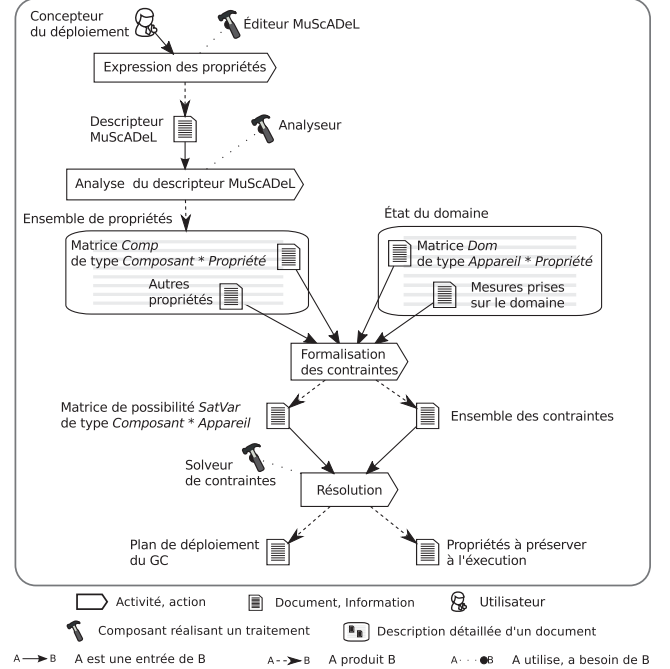 Concepteur
du déploiement
Éditeur MuScADeL
Expression des propriétés
Descripteur
MuScADeL
Analyseur
Analyse du descripteur MuScADeL
Ensemble de propriétés
État du domaine
Matrice Comp
de type Composant * Propriété
Autres
propriétés
Matrice Dom
de type Appareil * Propriété
Mesures prises
sur le domaine
Formalisation
des contraintes
Matrice de possibilité SatVar
de type Composant * Appareil
Ensemble des contraintes
Solveur
de contraintes
Résolution
Plan de déploiement
du GC
Propriétés à préserver
à l'éxecution
Activité, action
Document, Information
Utilisateur
Composant réalisant un traitement
Description détaillée d'un document
A B A est une entrée de B
A B A produit B
A B A utilise, a besoin de B